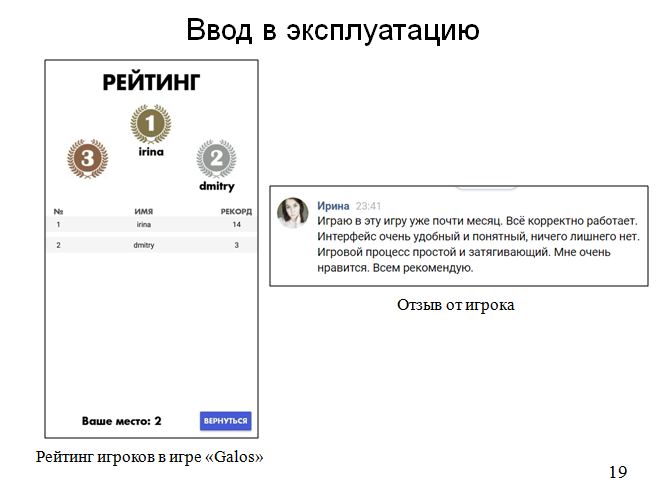 Ввод в эксплуатацию
РЕЙТИНГ
1
irina
3
2
dmitry
№ ИМЯ РЕКОРД
1 irina 14
2 dmitry 3
Ваше место: 2
ВЕРНУТЬСЯ
Рейтинг игроков в игре «Galos»
Ирина 23:41
Играю в эту игру уже почти месяц. Всё корректно работает.
Интерфейс очень удобный и понятный, ничего лишнего нет.
Игровой процесс простой и затягивающий. Мне очень
нравится. Всем рекомендую.
Отзыв от игрока
19